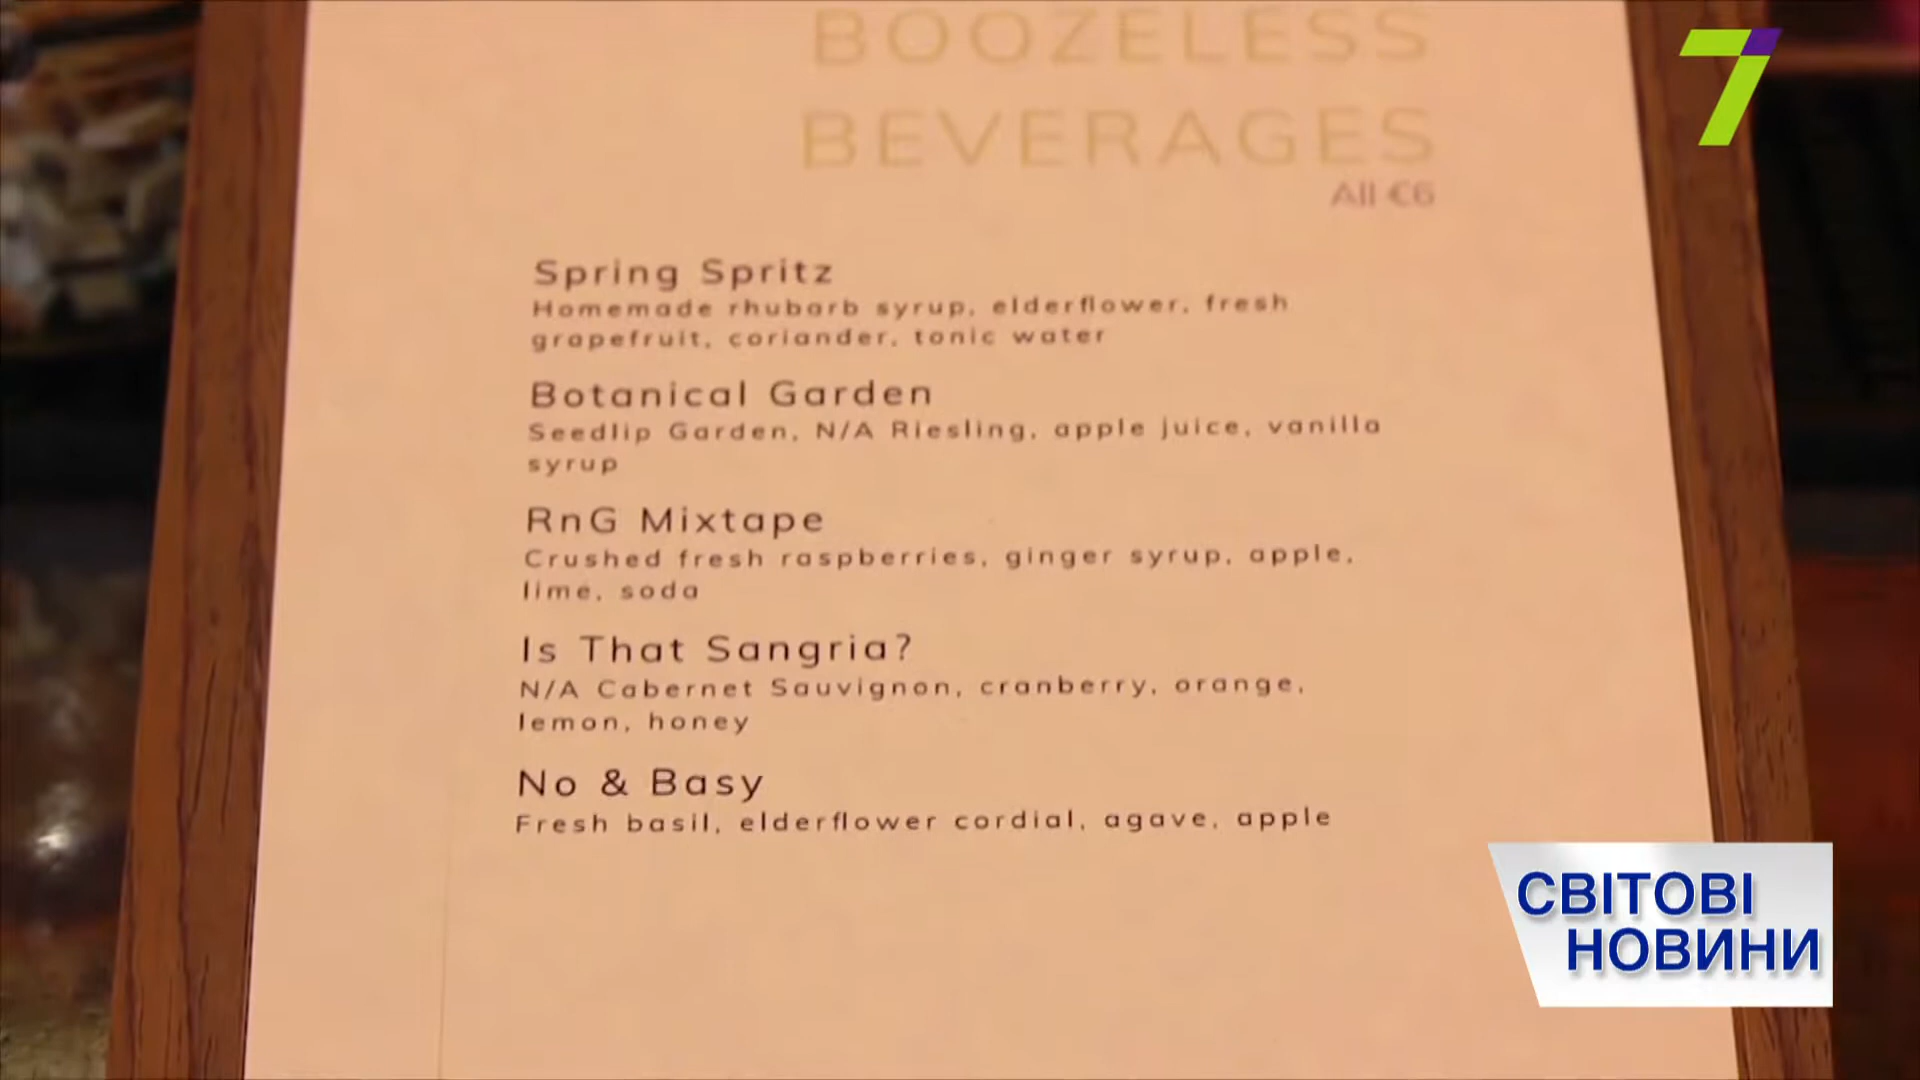 BOOZELESS
BEVERAGES
All €6
Spring Spritz
Homemade rhubarb syrup, elderflower, fresh
grapefruit, coriander, tonic water
Botanical Garden
Seedlip Garden, N/A Riesling, apple juice, vanilla
syrup
RnG Mixtape
Crushed fresh raspberries, ginger syrup, apple,
lime, soda
Is That Sangria?
N/A Cabernet Sauvignon, cranberry, orange,
lemon, honey
No & Basy
Fresh basil, elderflower cordial, agave, apple
7
СВІТОВІ
НОВИНИ